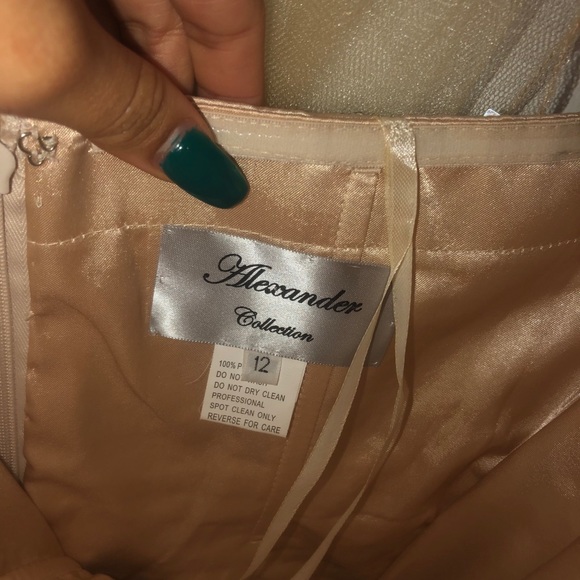 Alexander
Collection
12
100% P
DO NOT
DO NOT DRY CLEAN
PROFESSIONAL
SPOT CLEAN ONLY
REVERSE FOR CARE